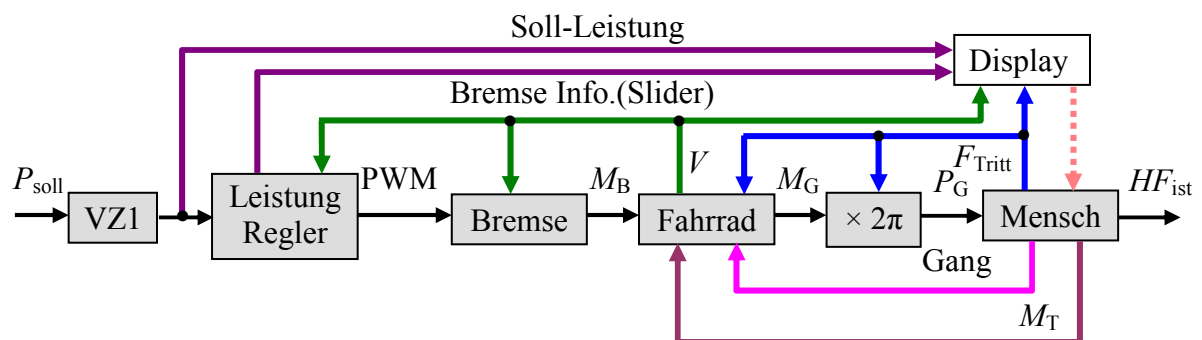 Soll-Leistung
Display
Bremse Info.(Slider)
P_soll
VZ1
Leistung
Regler
PWM
Bremse
M_B
V
Fahrrad
M_G
× 2π
F_Tritt
P_G
Mensch
HF_ist
Gang
M_T